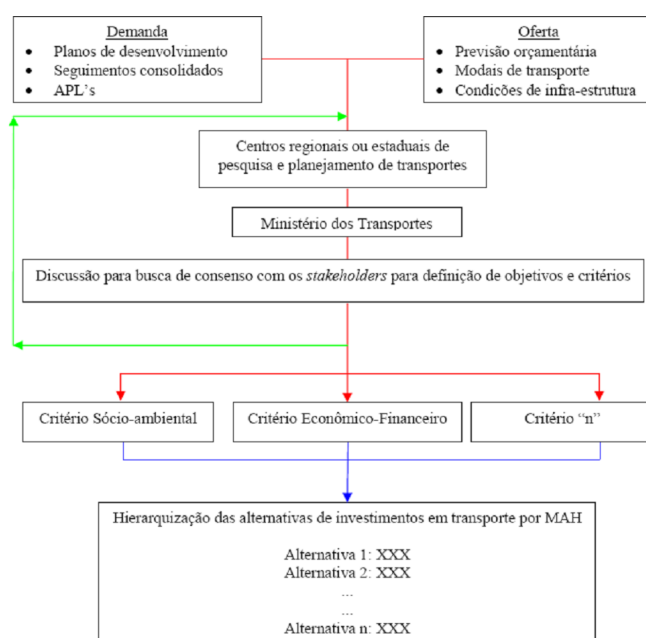 Demanda
• Planos de desenvolvimento
• Seguimentos consolidados
• APL's
Oferta
• Previsão orçamentária
• Modais de transporte
• Condições de infra-estrutura
Centros regionais ou estaduais de
pesquisa e planejamento de transportes
Ministério dos Transportes
Discussão para busca de consenso com os stakeholders para definição de objetivos e critérios
Critério Sócio-ambiental
Critério Econômico-Financeiro
Critério “n”
Hierarquização das alternativas de investimentos em transporte por MAH
Alternativa 1: XXX
Alternativa 2: XXX
...
...
Alternativa n: XXX